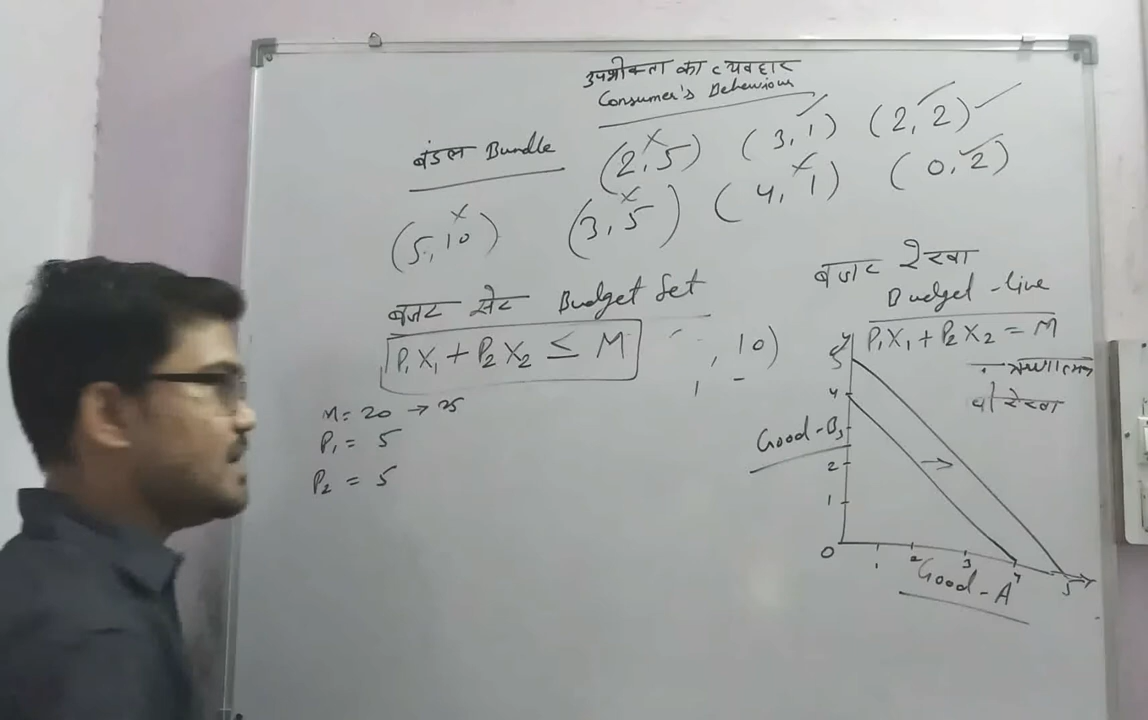 उपभोक्ता का व्यवहार
Consumer's Behaviour
बंडल Bundle
(2,5) (3,1) (2,2)
(5,10) (3,5) (4,1) (0,2)
बजट सेट Budget Set
P₁X₁ + P₂X₂ ≤ M
, 10)
M = 20 → 25
P₁ = 5
P₂ = 5
बजट रेखा
Budget - line
P₁X₁ + P₂X₂ = M
की रेखा
y
5
4
Good-B 3
2
1
0 1 2 3 4 5
Good-A